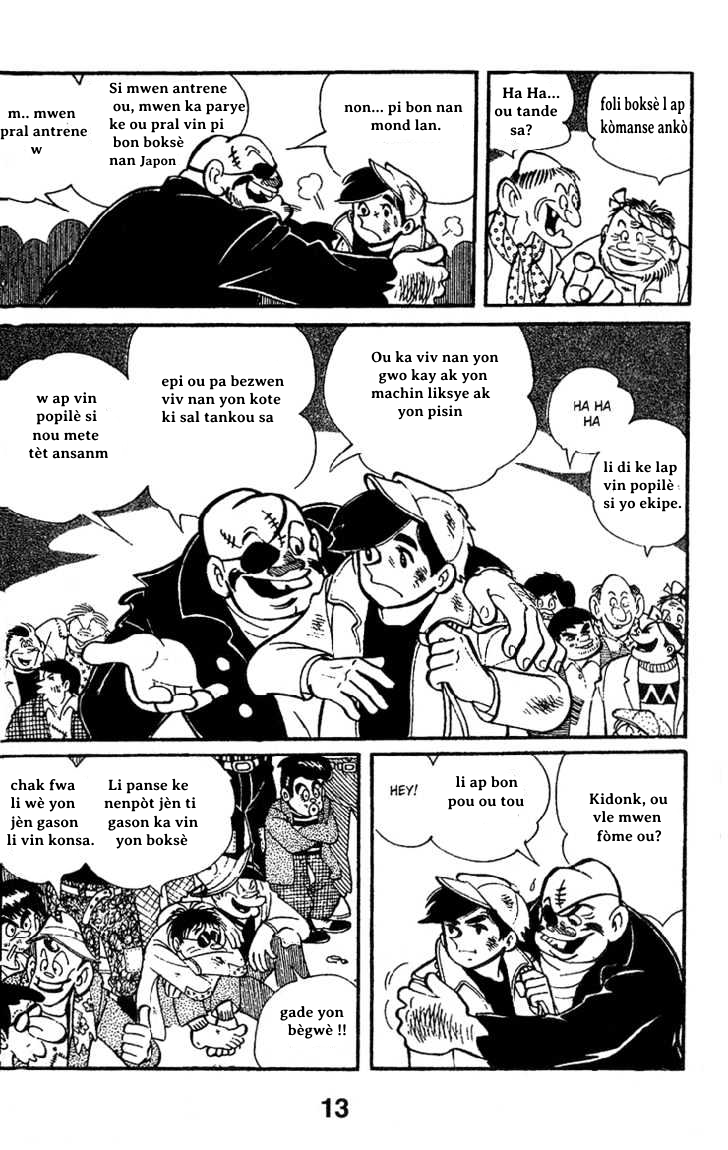 m.. mwen
pral antrene
w
Si mwen antrene
ou, mwen ka parye
ke ou pral vin pi
bon boksè
nan Japon
non... pi bon nan
mond lan.
Ha Ha...
ou tande
sa?
foli boksè l ap
kòmanse ankò
w ap vin
popilè si
nou mete
tèt ansanm
epi ou pa bezwen
viv nan yon kote
ki sal tankou sa
Ou ka viv nan yon
gwo kay ak yon
machin liksye ak
yon pisin
HA HA
HA
li di ke lap
vin popilè
si yo ekipe.
chak fwa
li wè yon
jèn gason
li vin konsa.
Li panse ke
nenpòt jèn ti
gason ka vin
yon boksè
gade yon
bègwè !!
HEY!
li ap bon
pou ou tou
Kidonk, ou
vle mwen
fòme ou?
13